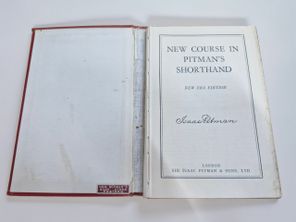 NEW COURSE IN
PITMAN'S
SHORTHAND
NEW ERA EDITION
Isaac Pitman
LONDON
SIR ISAAC PITMAN & SONS, LTD.